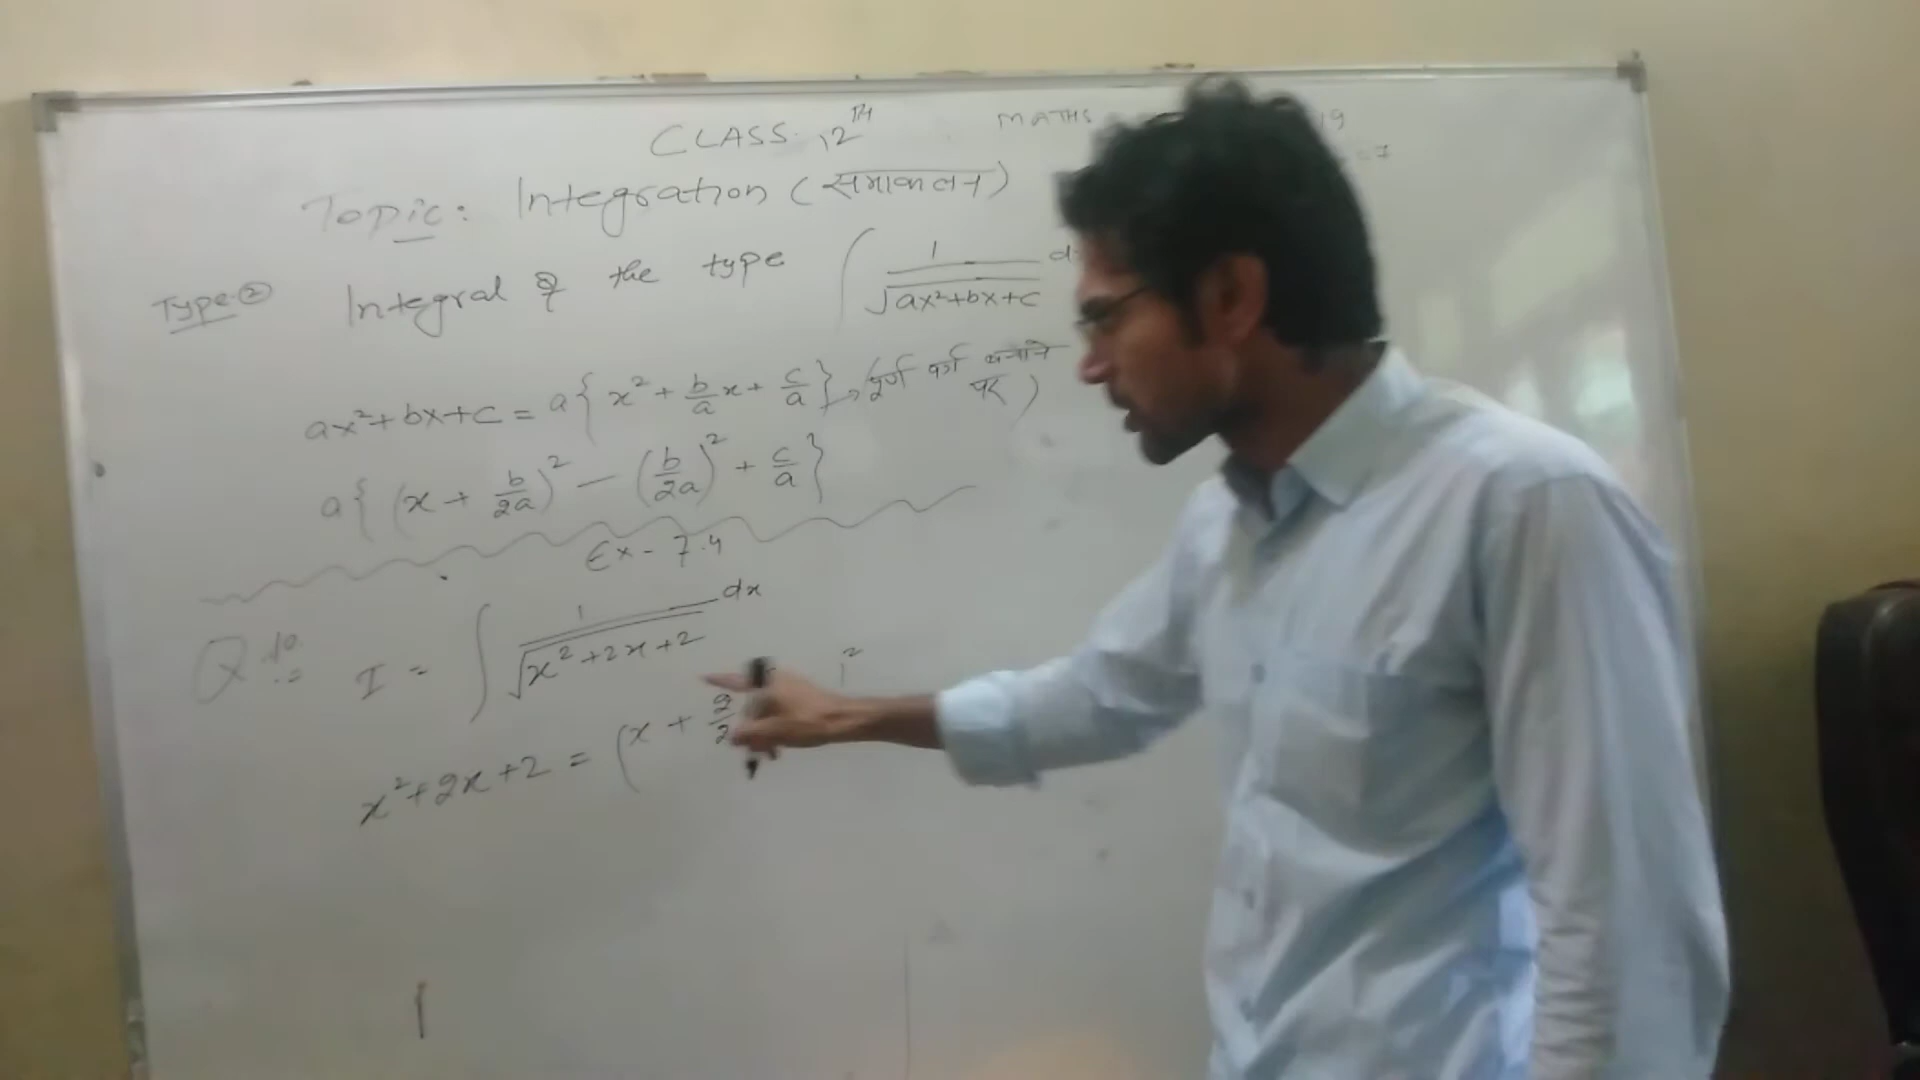 CLASS 12TH MATHS
Topic: Integration (समाकलन)
Type-② Integral of the type ∫ 1/√ax²+bx+c
ax²+bx+c = a{ x² + b/a x + c/a }, (पूर्ण वर्ग बनाने पर)
a{ (x + b/2a)² — (b/2a)² + c/a }
Ex - 7.4
Q.10. I = ∫ 1/√x²+2x+2 dx
x²+2x+2 = (x + 2/2